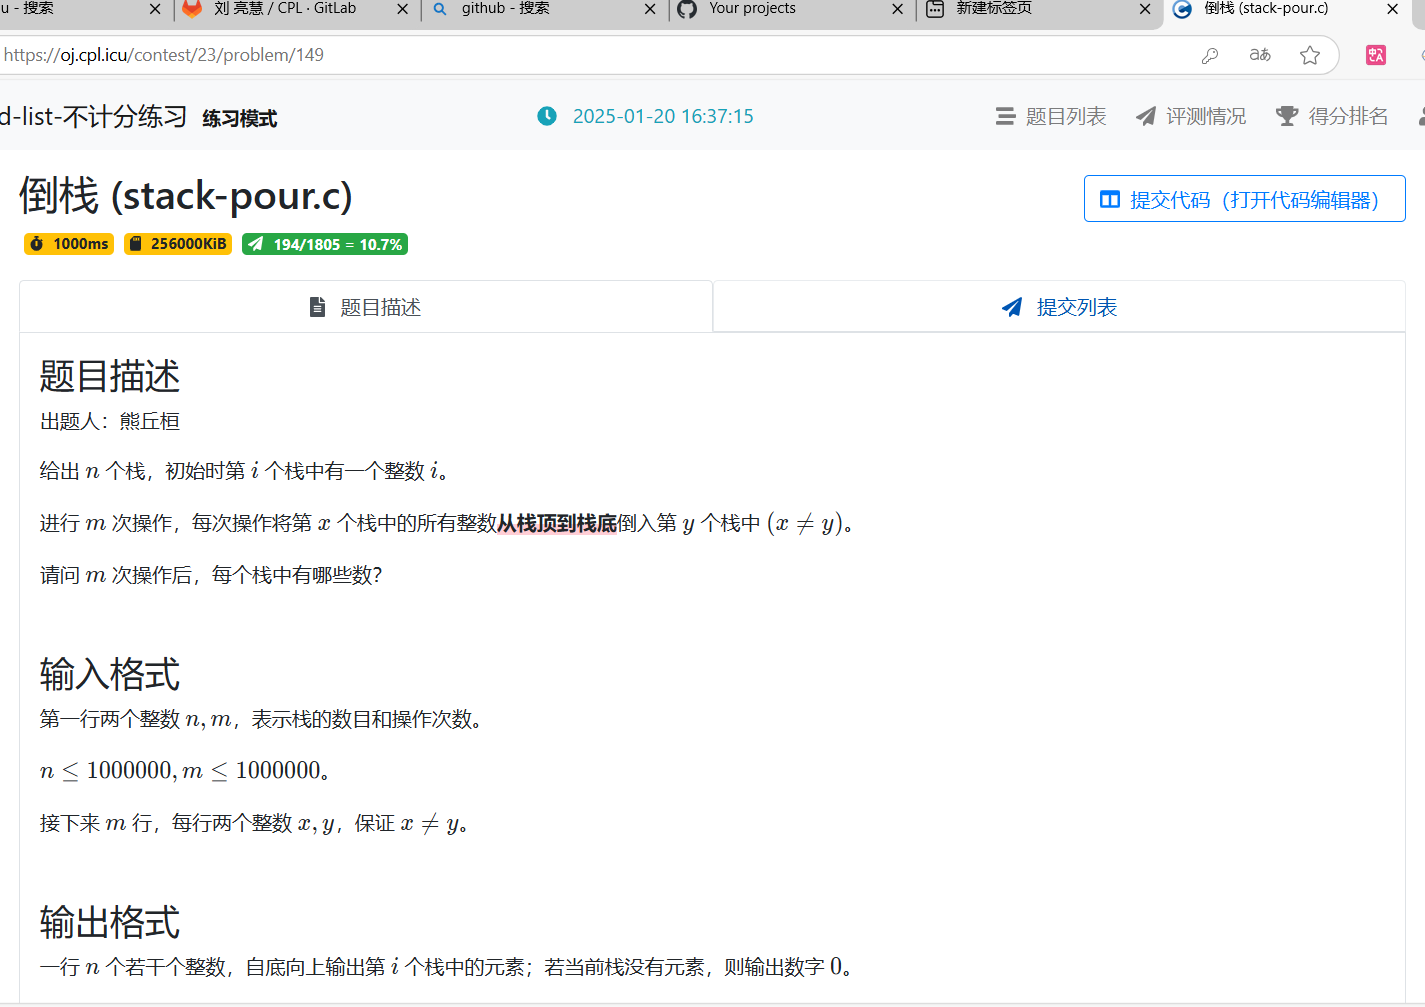 u - 搜索
刘 亮慧 / CPL · GitLab
github - 搜索
Your projects
新建标签页
倒栈 (stack-pour.c)
https://oj.cpl.icu/contest/23/problem/149
d-list-不计分练习 练习模式
2025-01-20 16:37:15
题目列表
评测情况
得分排名
倒栈 (stack-pour.c)
提交代码（打开代码编辑器）
1000ms 256000KiB 194/1805 = 10.7%
题目描述
提交列表
题目描述
出题人：熊丘桓
给出 n 个栈，初始时第 i 个栈中有一个整数 i。
进行 m 次操作，每次操作将第 x 个栈中的所有整数从栈顶到栈底倒入第 y 个栈中 (x ≠ y)。
请问 m 次操作后，每个栈中有哪些数？
输入格式
第一行两个整数 n, m，表示栈的数目和操作次数。
n ≤ 1000000, m ≤ 1000000。
接下来 m 行，每行两个整数 x, y，保证 x ≠ y。
输出格式
一行 n 个若干个整数，自底向上输出第 i 个栈中的元素；若当前栈没有元素，则输出数字 0。